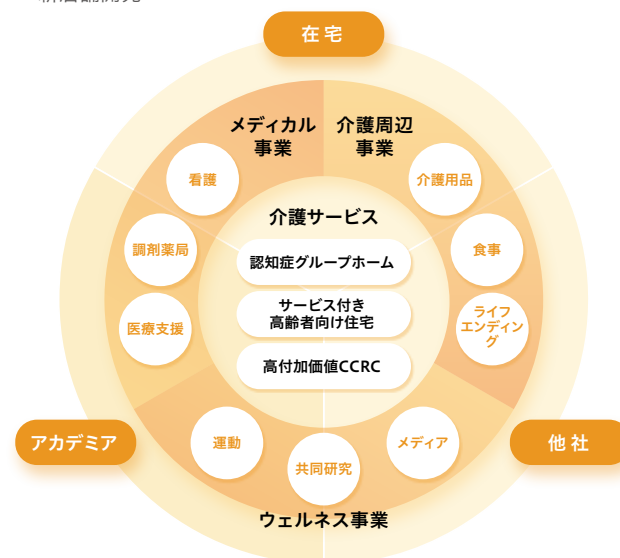 在宅
メディカル
事業
介護周辺
事業
看護
介護用品
介護サービス
調剤薬局
食事
認知症グループホーム
サービス付き
高齢者向け住宅
医療支援
ライフ
エンディン
グ
高付加価値CCRC
アカデミア
運動
メディア
他社
共同研究
ウェルネス事業